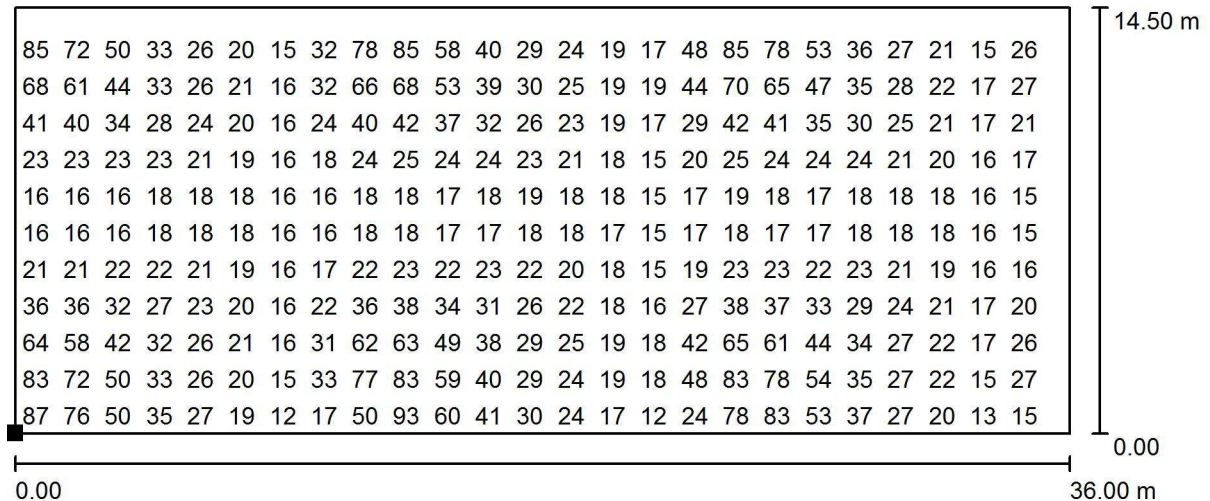 14.50 m
85 72 50 33 26 20 15 32 78 85 58 40 29 24 19 17 48 85 78 53 36 27 21 15 26
68 61 44 33 26 21 16 32 66 68 53 39 30 25 19 19 44 70 65 47 35 28 22 17 27
41 40 34 28 24 20 16 24 40 42 37 32 26 23 19 17 29 42 41 35 30 25 21 17 21
23 23 23 23 21 19 16 18 24 25 24 24 23 21 18 15 20 25 24 24 24 21 20 16 17
16 16 16 18 18 18 16 16 18 18 17 18 19 18 18 15 17 19 18 17 18 18 18 16 15
16 16 16 18 18 18 16 16 18 18 17 17 18 18 17 15 17 18 17 17 18 18 18 16 15
21 21 22 22 21 19 16 17 22 23 22 23 22 20 18 15 19 23 23 22 23 21 19 16 16
36 36 32 27 23 20 16 22 36 38 34 31 26 22 18 16 27 38 37 33 29 24 21 17 20
64 58 42 32 26 21 16 31 62 63 49 38 29 25 19 18 42 65 61 44 34 27 22 17 26
83 72 50 33 26 20 15 33 77 83 59 40 29 24 19 18 48 83 78 54 35 27 22 15 27
87 76 50 35 27 19 12 17 50 93 60 41 30 24 17 12 24 78 83 53 37 27 20 13 15
0.00
0.00 36.00 m